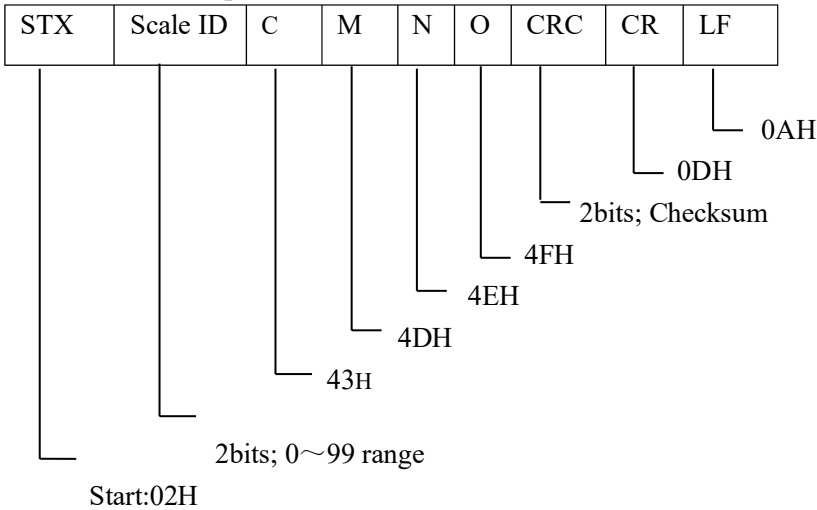 STX Scale ID C M N O CRC CR LF
0AH
0DH
2bits; Checksum
4FH
4EH
4DH
43H
2bits; 0～99 range
Start:02H